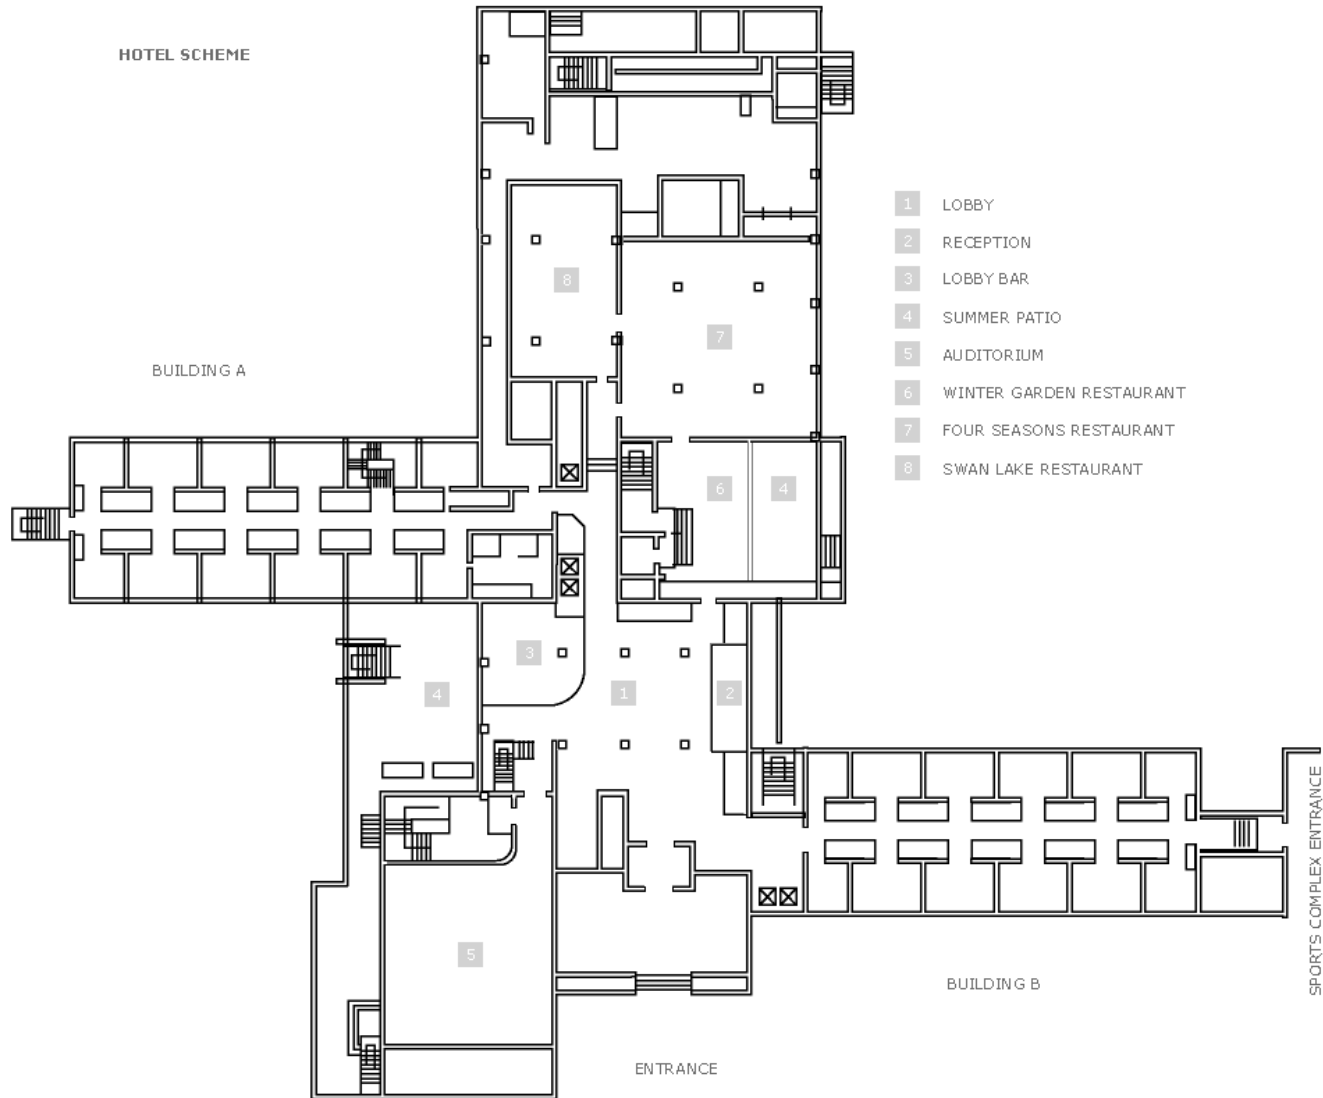 HOTEL SCHEME
1 LOBBY
2 RECEPTION
3 LOBBY BAR
4 SUMMER PATIO
5 AUDITORIUM
6 WINTER GARDEN RESTAURANT
7 FOUR SEASONS RESTAURANT
8 SWAN LAKE RESTAURANT
8
7
BUILDING A
6
4
3
4
1
2
5
SPORTS COMPLEX ENTRANCE
BUILDING B
ENTRANCE